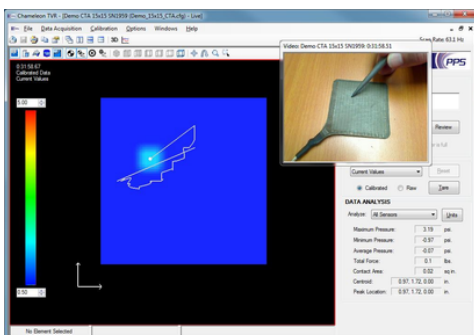 Chameleon TVR - [Demo CTA 15x15 SN1959] - (Demo_15x15_CTA.cfg) - Live]
File Data Acquisition Calibration Options Windows Help
Scan Rate: 63.1 Hz
Video: Demo CTA 15x15 SN1959: 0:31:58.51
0:31:58.67
Calibrated Data
Current Values
PPS
5.00
Review
Current Values
Reset
Calibrated Raw Tare
DATA ANALYSIS
Analyze: All Sensors Units
Maximum Pressure: 3.19 psi.
Minimum Pressure: -0.97 psi.
Average Pressure: -0.07 psi.
Total Force: 0.1 lbs.
Contact Area: 0.02 sq in.
Centroid: 0.97, 1.72, 0.00 in.
Peak Location: 0.97, 1.72, 0.00 in.
0.50
No Element Selected